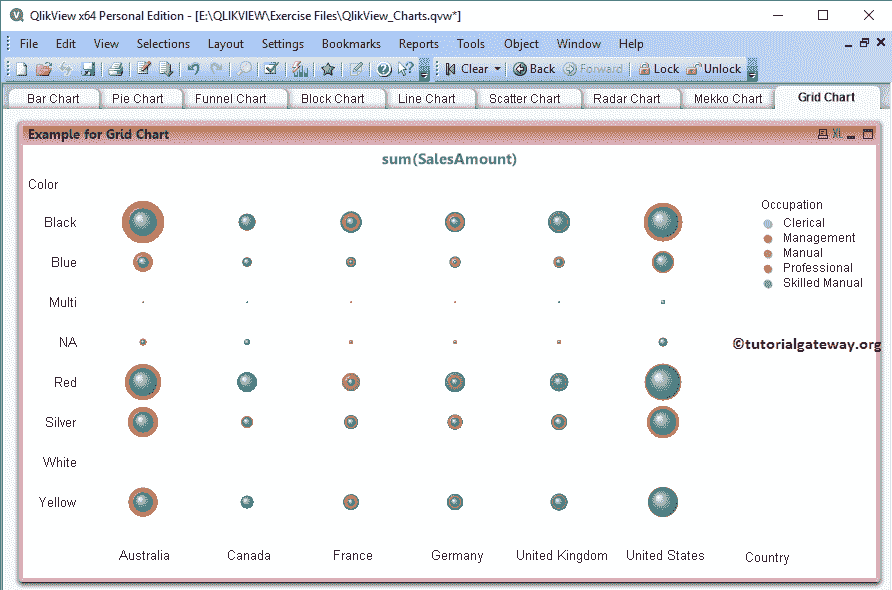 QlikView x64 Personal Edition - [E:\QLIKVIEW\Exercise Files\QlikView_Charts.qvw*]
File Edit View Selections Layout Settings Bookmarks Reports Tools Object Window Help
Clear Back Forward Lock Unlock
Bar Chart Pie Chart Funnel Chart Block Chart Line Chart Scatter Chart Radar Chart Mekko Chart Grid Chart
Example for Grid Chart XL
sum(SalesAmount)
Color
Black
Blue
Multi
NA
Red
Silver
White
Yellow
Australia Canada France Germany United Kingdom United States Country
Occupation
Clerical
Management
Manual
Professional
Skilled Manual
©tutorialgateway.org